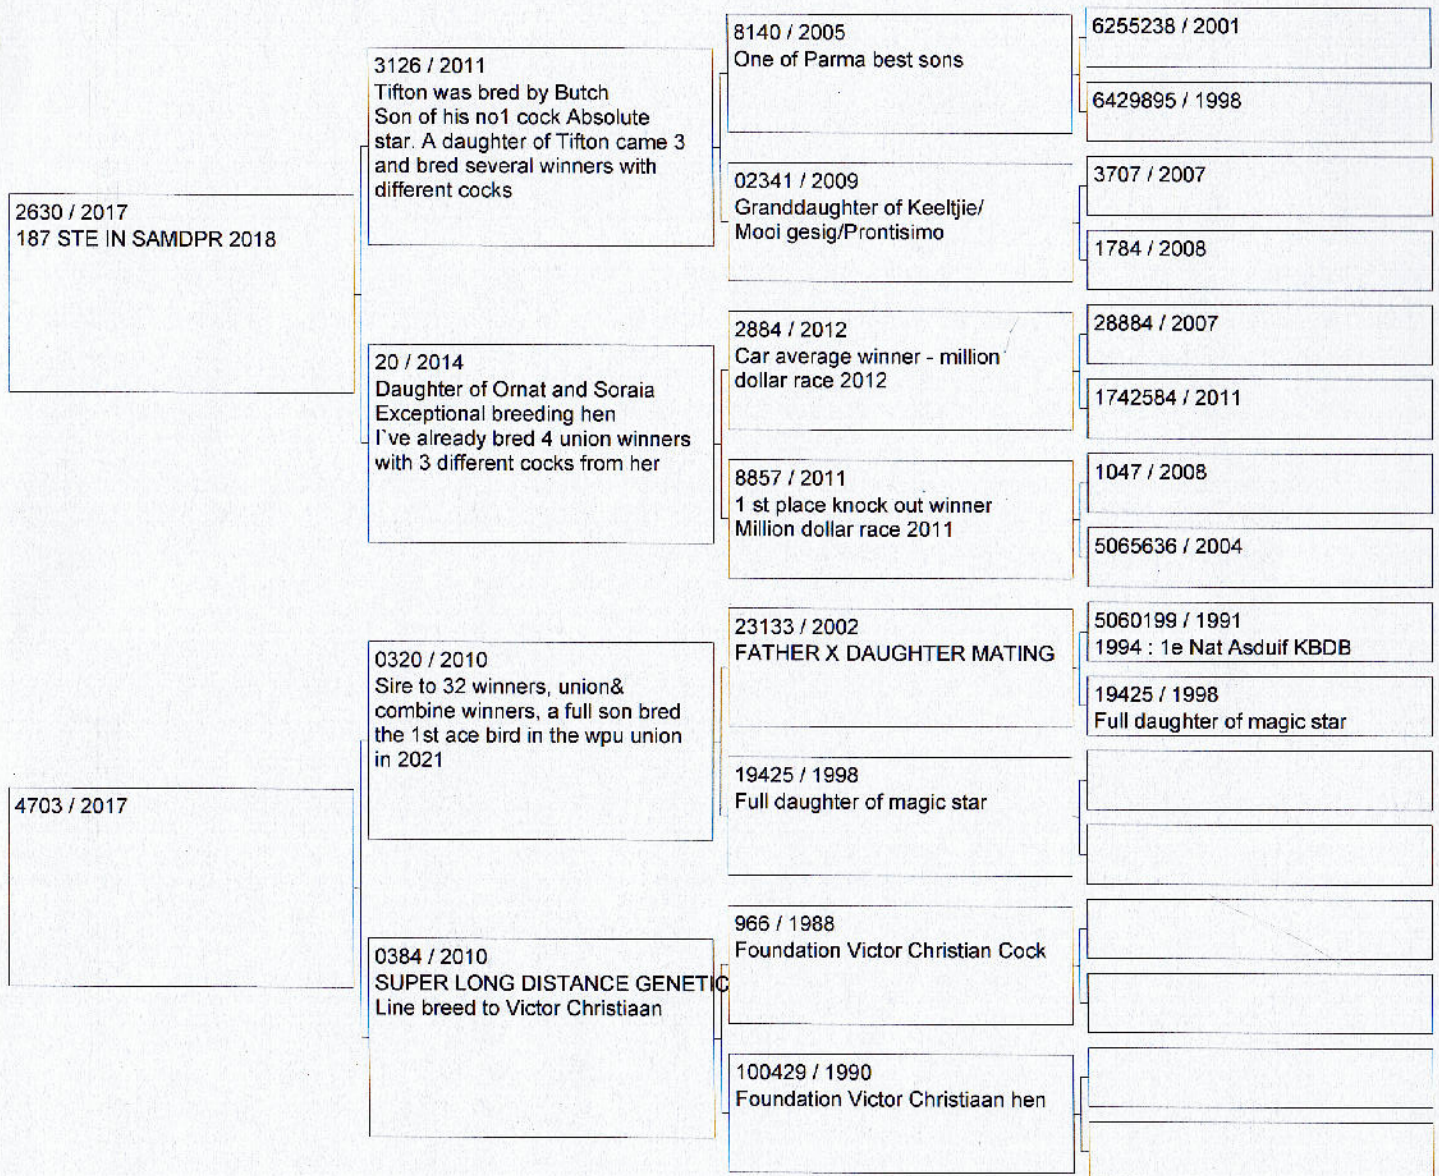 2630 / 2017
187 STE IN SAMDPR 2018
4703 / 2017
3126 / 2011
Tifton was bred by Butch
Son of his no1 cock Absolute
star. A daughter of Tifton came 3
and bred several winners with
different cocks
20 / 2014
Daughter of Ornat and Soraia
Exceptional breeding hen
I`ve already bred 4 union winners
with 3 different cocks from her
0320 / 2010
Sire to 32 winners, union&
combine winners, a full son bred
the 1st ace bird in the wpu union
in 2021
0384 / 2010
SUPER LONG DISTANCE GENETIC
Line breed to Victor Christiaan
8140 / 2005
One of Parma best sons
02341 / 2009
Granddaughter of Keeltjie/
Mooi gesig/Prontisimo
2884 / 2012
Car average winner - million
dollar race 2012
8857 / 2011
1 st place knock out winner
Million dollar race 2011
23133 / 2002
FATHER X DAUGHTER MATING
19425 / 1998
Full daughter of magic star
966 / 1988
Foundation Victor Christian Cock
100429 / 1990
Foundation Victor Christiaan hen
6255238 / 2001
6429895 / 1998
3707 / 2007
1784 / 2008
28884 / 2007
1742584 / 2011
1047 / 2008
5065636 / 2004
5060199 / 1991
1994 : 1e Nat Asduif KBDB
19425 / 1998
Full daughter of magic star